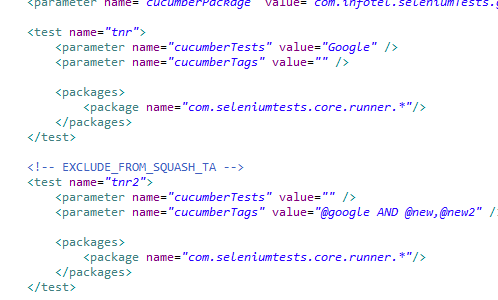 <parameter name="cucumberPackage" value="com.infotel.seleniumTests.
<test name="tnr">
<parameter name="cucumberTests" value="Google" />
<parameter name="cucumberTags" value="" />
<packages>
<package name="com.seleniumtests.core.runner.*"/>
</packages>
</test>
<!-- EXCLUDE_FROM_SQUASH_TA -->
<test name="tnr2">
<parameter name="cucumberTests" value="" />
<parameter name="cucumberTags" value="@google AND @new,@new2" /
<packages>
<package name="com.seleniumtests.core.runner.*"/>
</packages>
</test>